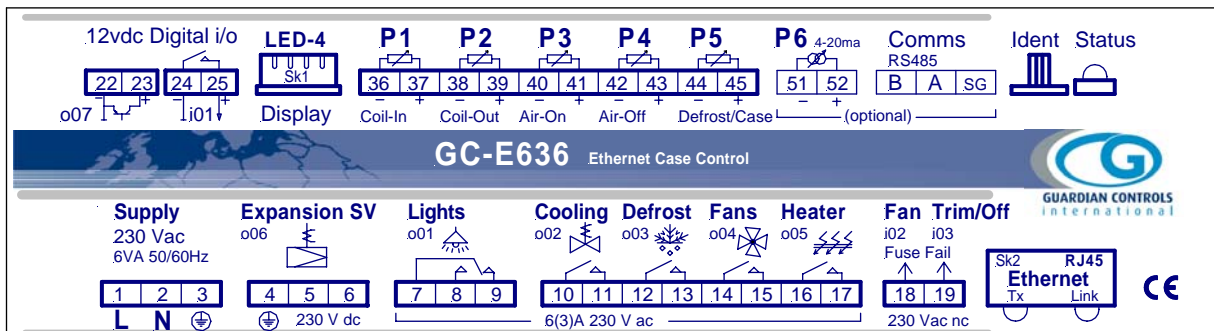 12vdc Digital i/o LED-4 P1 P2 P3 P4 P5 P6 4-20ma Comms Ident Status
RS485
Sk1
22 23 24 25 36 37 38 39 40 41 42 43 44 45 51 52 B A SG
- + - + - + - + - + - + - + - +
o07 i01 Display Coil-In Coil-Out Air-On Air-Off Defrost/Case (optional)
GC-E636 Ethernet Case Control
G
GUARDIAN CONTROLS
international
Supply Expansion SV Lights Cooling Defrost Fans Heater Fan Trim/Off
230 Vac o06 o01 o02 o03 o04 o05 i02 i03
6VA 50/60Hz Fuse Fail
Sk2 RJ45
Ethernet
Tx Link
CE
1 2 3 4 5 6 7 8 9 10 11 12 13 14 15 16 17 18 19
L N 230 V dc 6(3)A 230 V ac 230 Vac nc